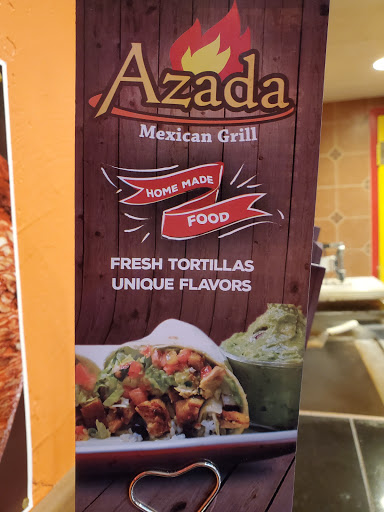 Azada
Mexican Grill
HOME MADE
FOOD
FRESH TORTILLAS
UNIQUE FLAVORS